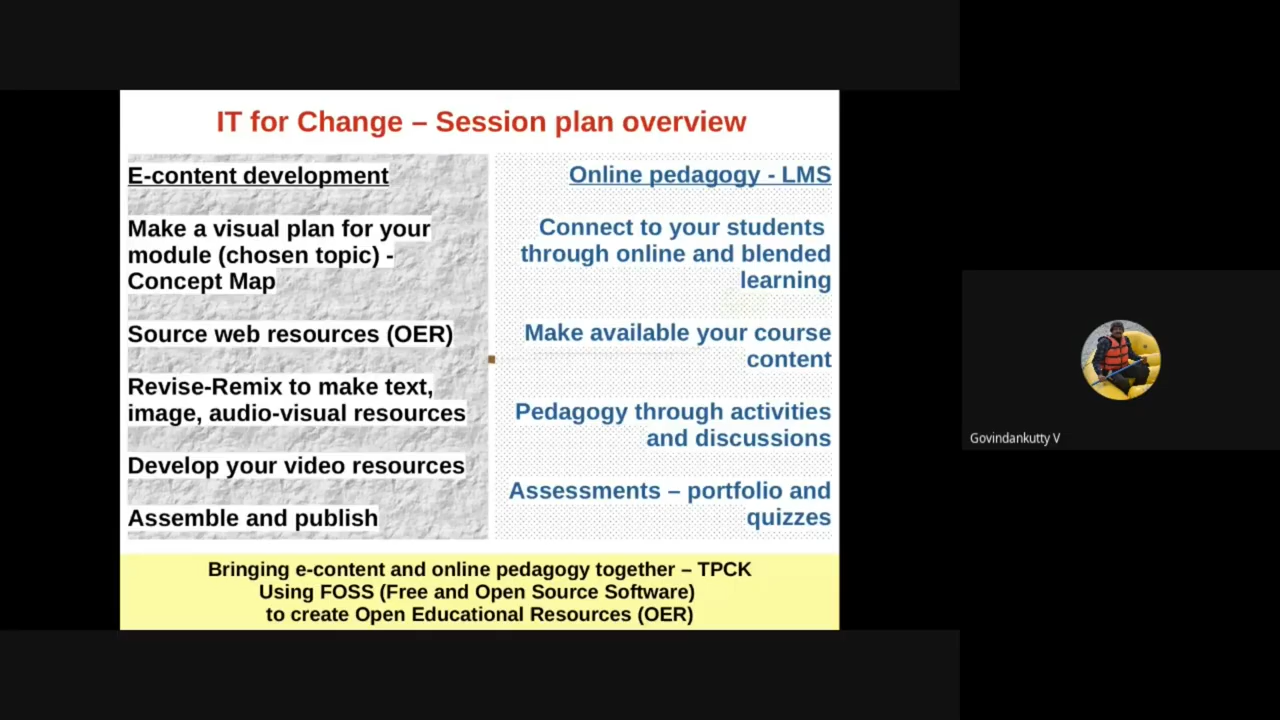 IT for Change – Session plan overview
E-content development
Make a visual plan for your
module (chosen topic) -
Concept Map
Source web resources (OER)
Revise-Remix to make text,
image, audio-visual resources
Develop your video resources
Assemble and publish
Online pedagogy - LMS
Connect to your students
through online and blended
learning
Make available your course
content
Pedagogy through activities
and discussions
Assessments – portfolio and
quizzes
Bringing e-content and online pedagogy together – TPCK
Using FOSS (Free and Open Source Software)
to create Open Educational Resources (OER)
Govindankutty V